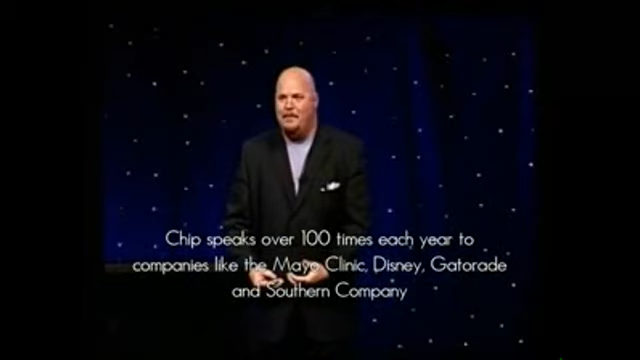 Chip speaks over 100 times each year to
companies like the Mayo Clinic, Disney, Gatorade
and Southern Company